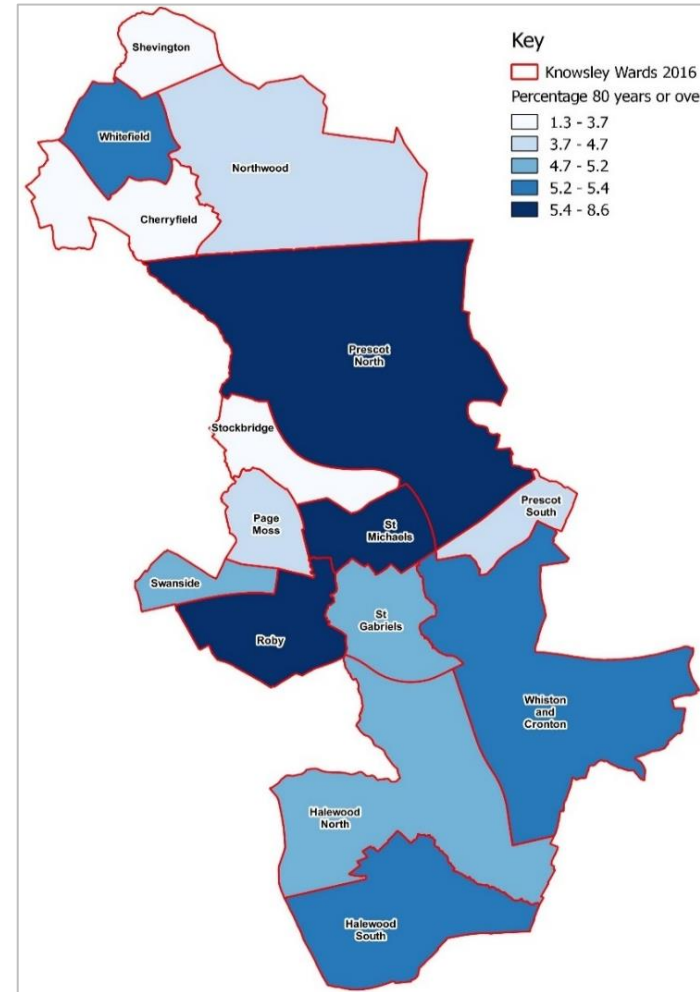 Key
Knowsley Wards 2016
Percentage 80 years or ove
1.3 - 3.7
3.7 - 4.7
4.7 - 5.2
5.2 - 5.4
5.4 - 8.6
Shevington
Whitefield
Northwood
Cherryfield
Prescot
North
Stockbridge
Prescot
South
Page
Moss
St
Michaels
Swanside
St
Gabriels
Roby
Whiston
and
Cronton
Halewood
North
Halewood
South